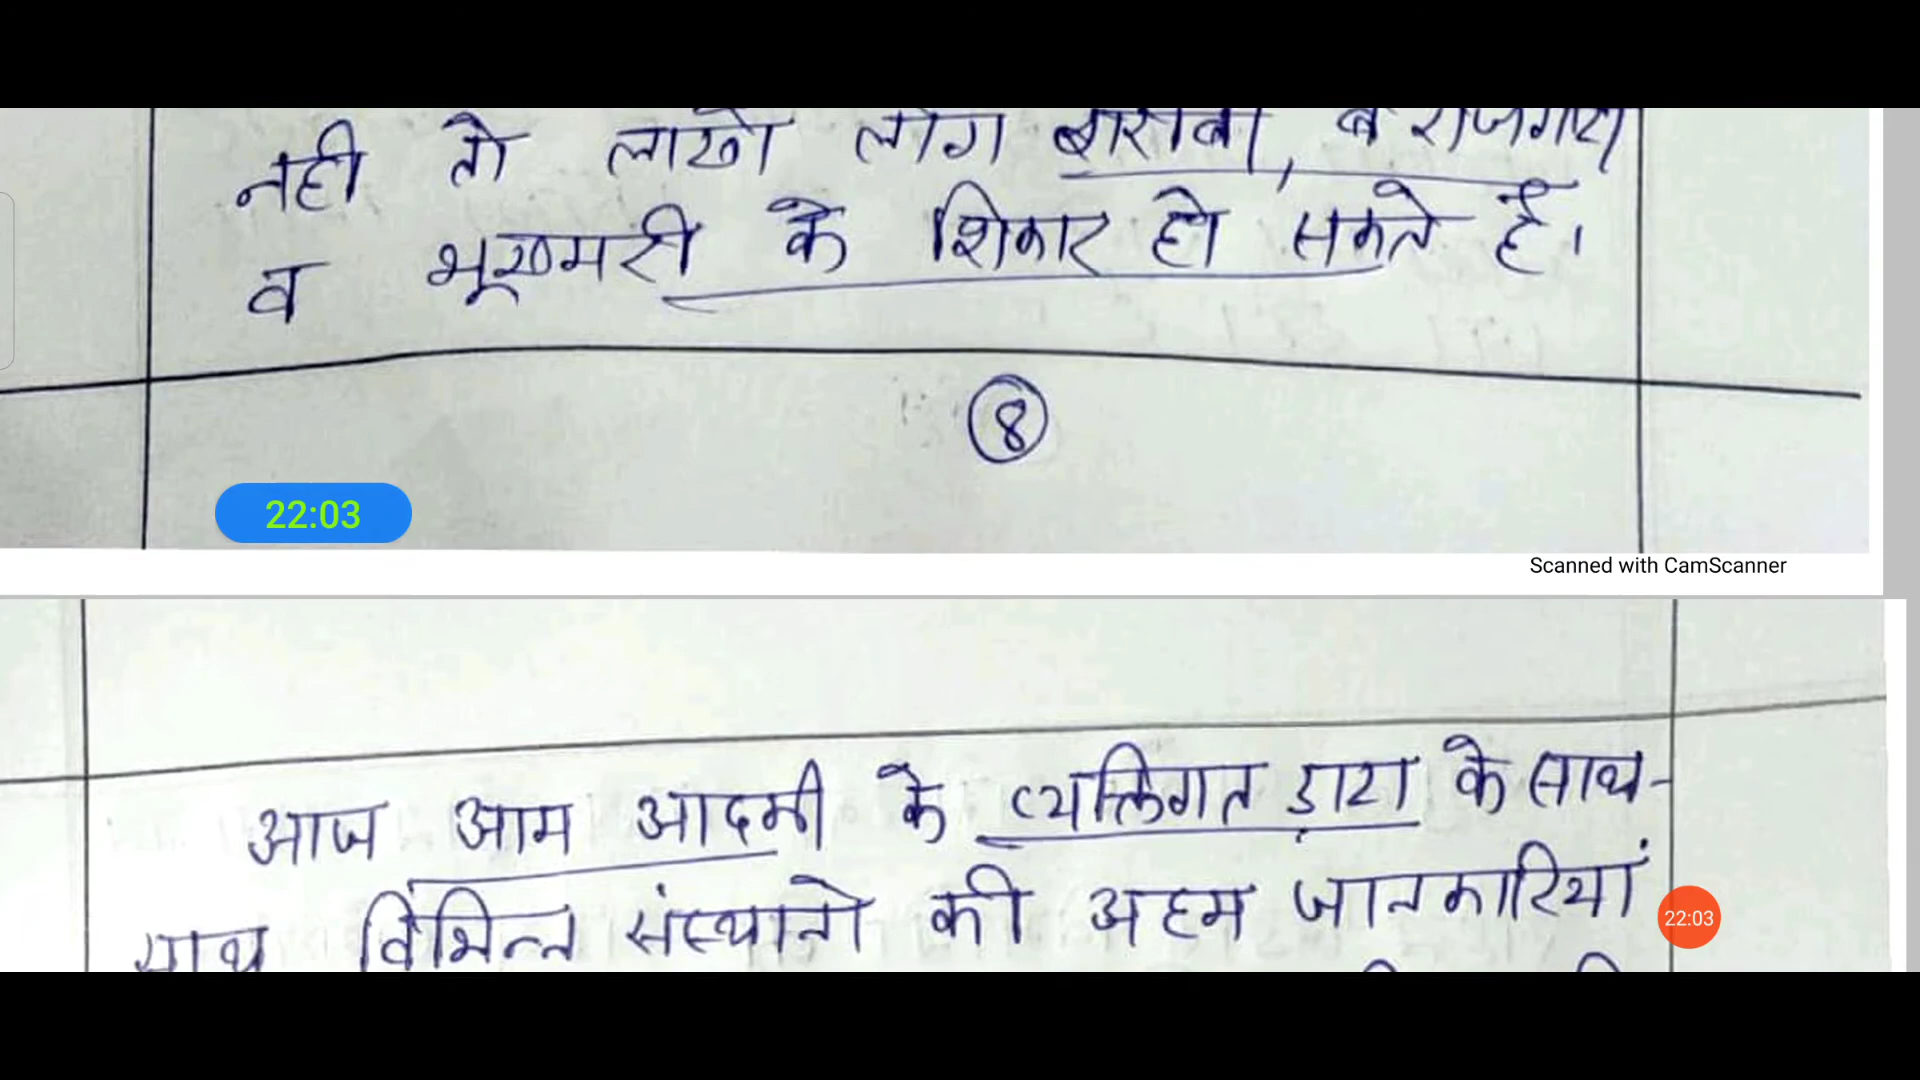 नही तो लाखो लोग गरीबी, बेरोजगारी
व भूखमरी के शिकार हो सकते है।
8
22:03
Scanned with CamScanner
आज आम आदमी के व्यक्तिगत डाटा के साथ-
साथ विभिन्न संस्थानो की अहम जानकारियां
22:03